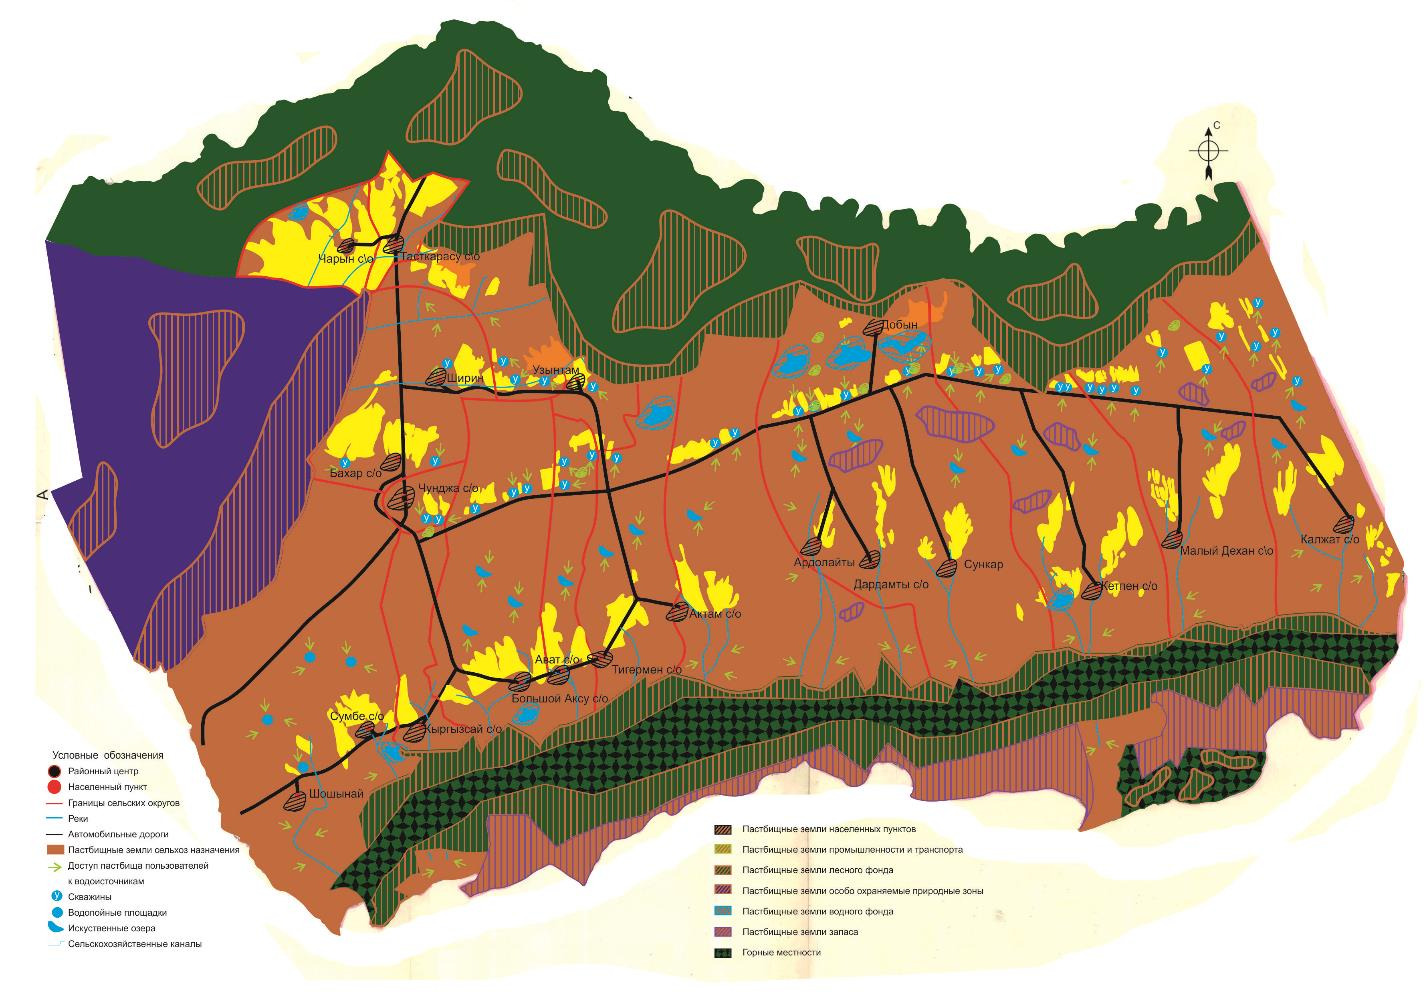 С
Чарын с\о
Тасткарасу с\о
Добын
Ширин
Узынтам
Бахар с/о
Чунджа с/о
А
Ардолайты
Дардамты с/о
Сункар
Кетпен с/о
Малый Дехан с\о
Калжат с/о
Актам с/о
Ават с/о
Тигермен с/о
Большой Аксу с/о
Сумбе с/о
Кыргызсай с/о
Шошынай
Условные обозначения
Районный центр
Населенный пункт
Границы сельских округов
Реки
Автомобильные дороги
Пастбищные земли сельхоз назначения
Доступ пастбища пользователей
к водоисточникам
У Скважины
Водопойные площадки
Искуственные озера
Сельскохозяйственные каналы
Пастбищные земли населенных пунктов
Пастбищные земли промышленности и транспорта
Пастбищные земли лесного фонда
Пастбищные земли особо охраняемые природные зоны
Пастбищные земли водного фонда
Пастбищные земли запаса
Горные местности